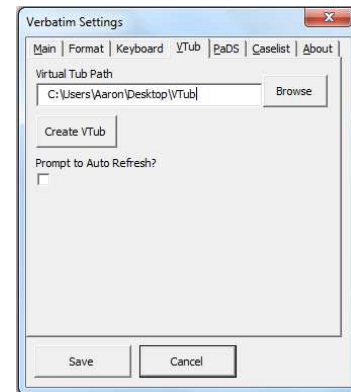 Verbatim Settings
Main Format Keyboard VTub PaDS Caselist About
Virtual Tub Path
C:\Users\Aaron\Desktop\VTub
Browse
Create VTub
Prompt to Auto Refresh?
Save Cancel